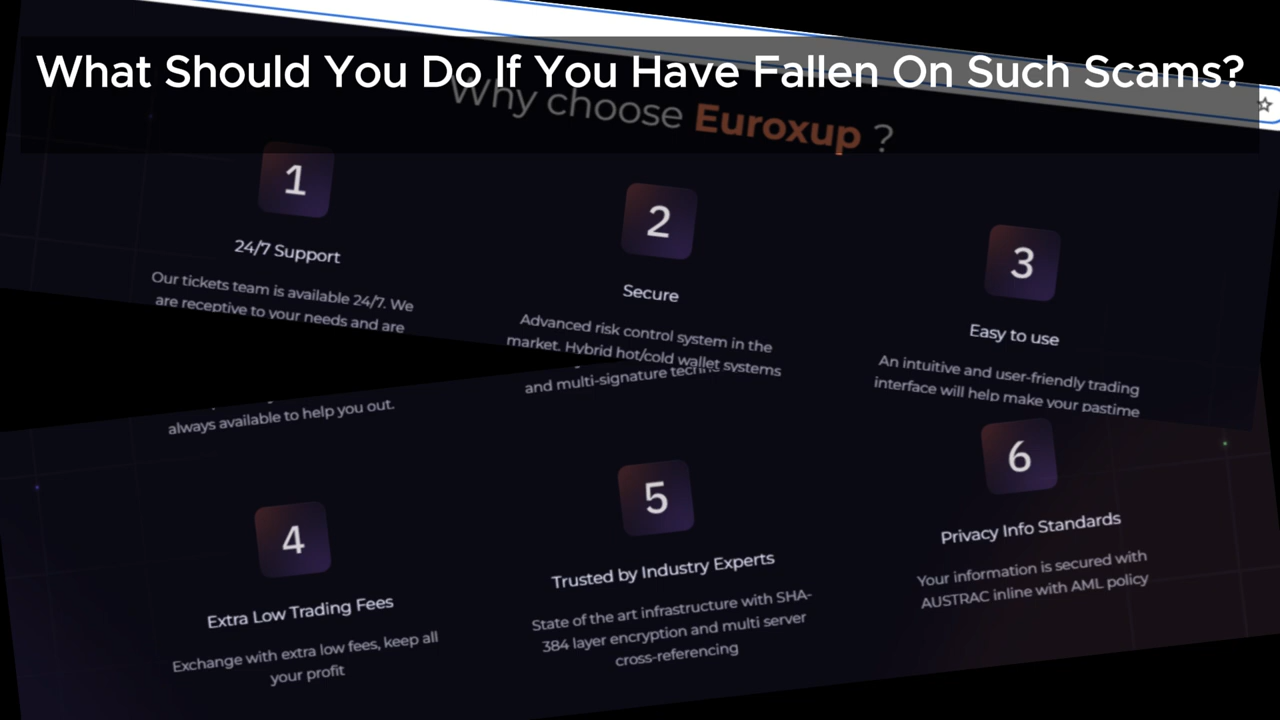 What Should You Do If You Have Fallen On Such Scams?
Why choose Euroxup ?
1
24/7 Support
Our tickets team is available 24/7. We
are receptive to your needs and are
always available to help you out.
2
Secure
Advanced risk control system in the
market. Hybrid hot/cold wallet systems
and multi-signature
3
Easy to use
An intuitive and user-friendly trading
interface will help make your pastime
4
Extra Low Trading Fees
Exchange with extra low fees, keep all
your profit
5
Trusted by Industry Experts
State of the art infrastructure with SHA-
384 layer encryption and multi server
cross-referencing
6
Privacy Info Standards
Your information is secured with
AUSTRAC inline with AML policy